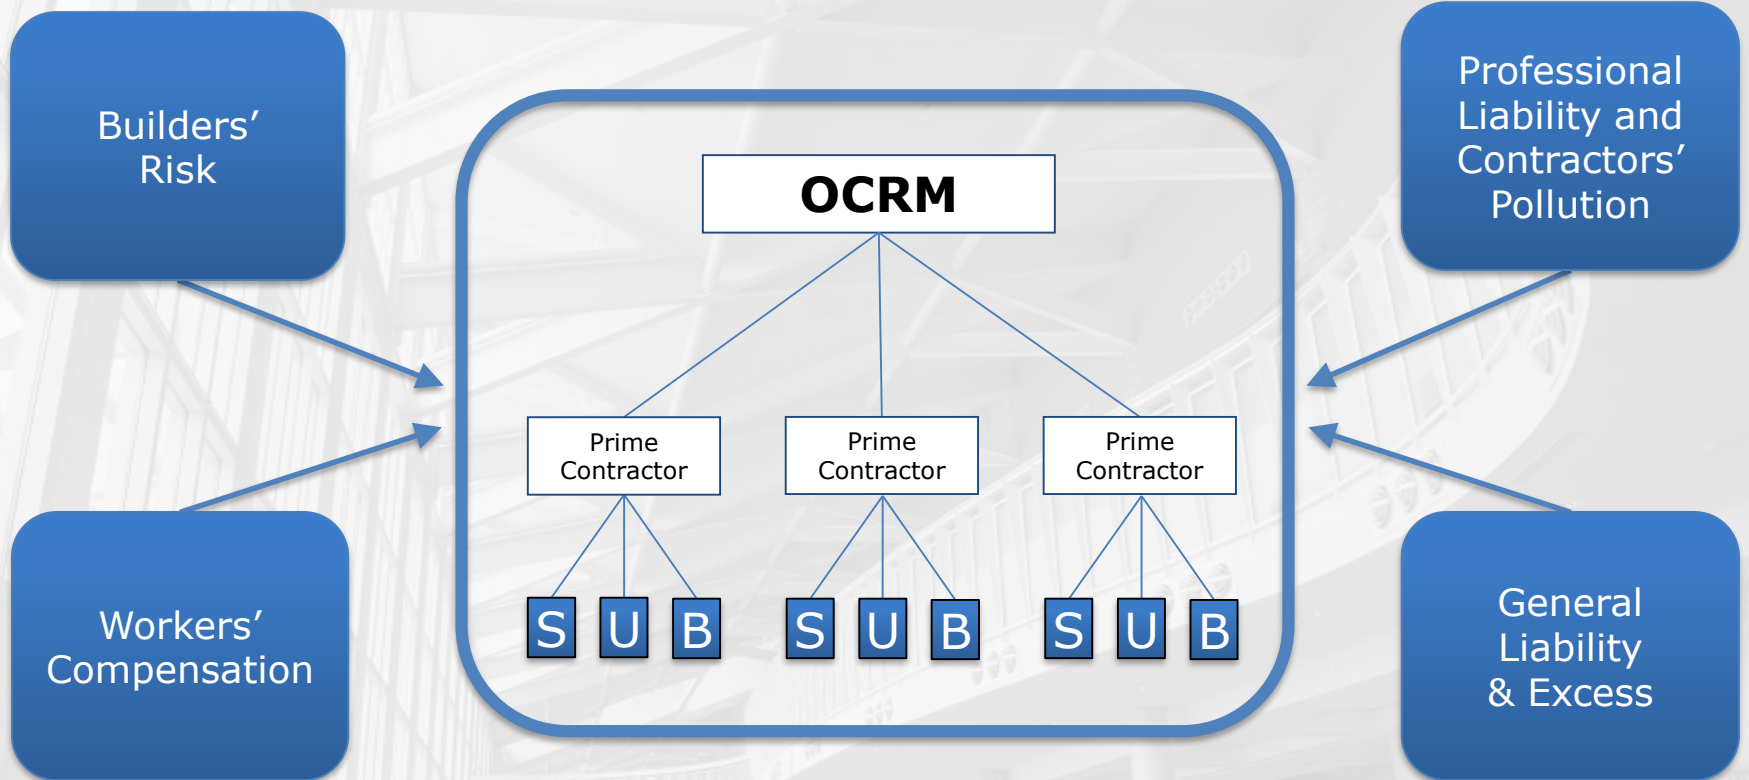 Builders’
Risk
Professional
Liability and
Contractors’
Pollution
OCRM
Prime
Contractor
Prime
Contractor
Prime
Contractor
S U B
S U B
S U B
Workers’
Compensation
General
Liability
& Excess